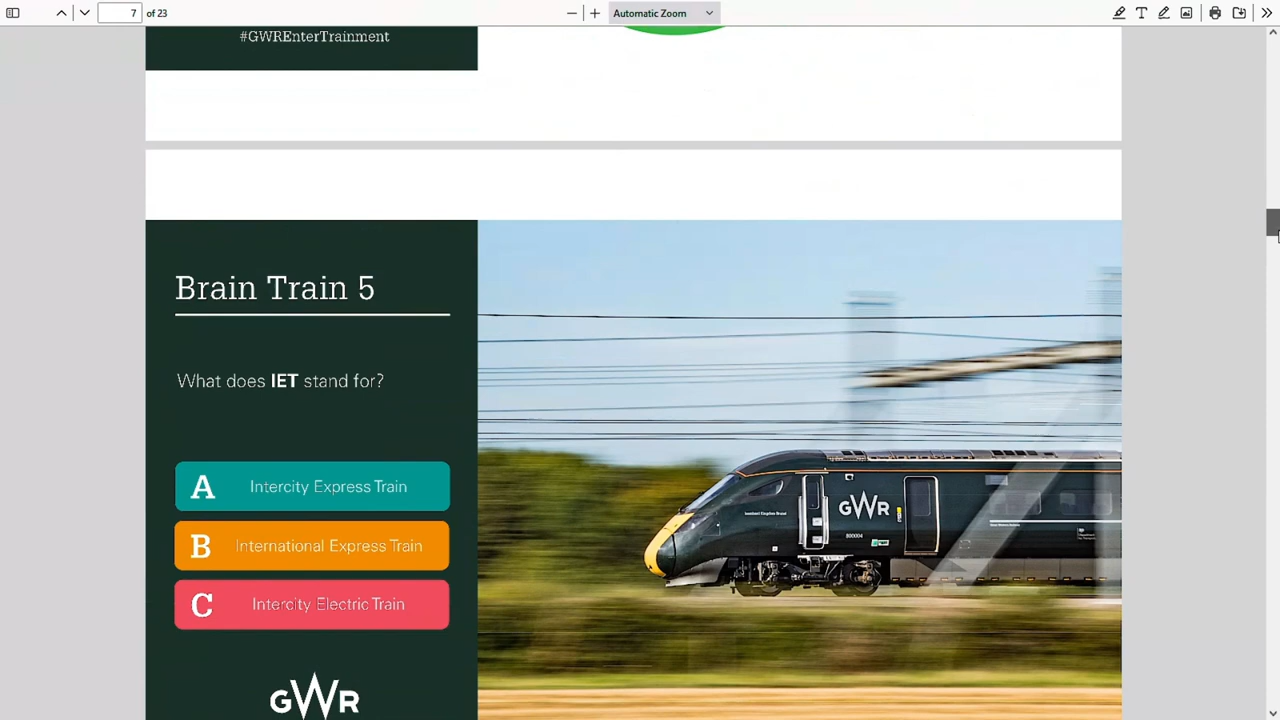 7
of 23
Automatic Zoom
#GWREnterTrainment
Brain Train 5
What does IET stand for?
A Intercity Express Train
B International Express Train
C Intercity Electric Train
GWR
GWR
800004